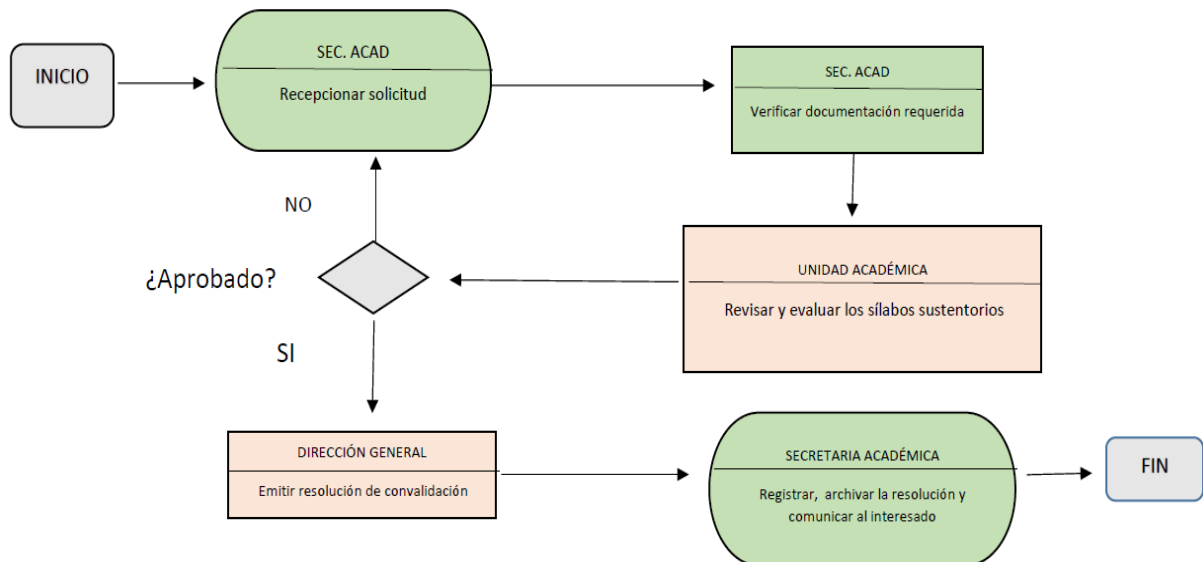 INICIO
SEC. ACAD
Recepcionar solicitud
SEC. ACAD
Verificar documentación requerida
UNIDAD ACADÉMICA
Revisar y evaluar los sílabos sustentorios
¿Aprobado?
NO
SI
DIRECCIÓN GENERAL
Emitir resolución de convalidación
SECRETARIA ACADÉMICA
Registrar, archivar la resolución y
comunicar al interesado
FIN